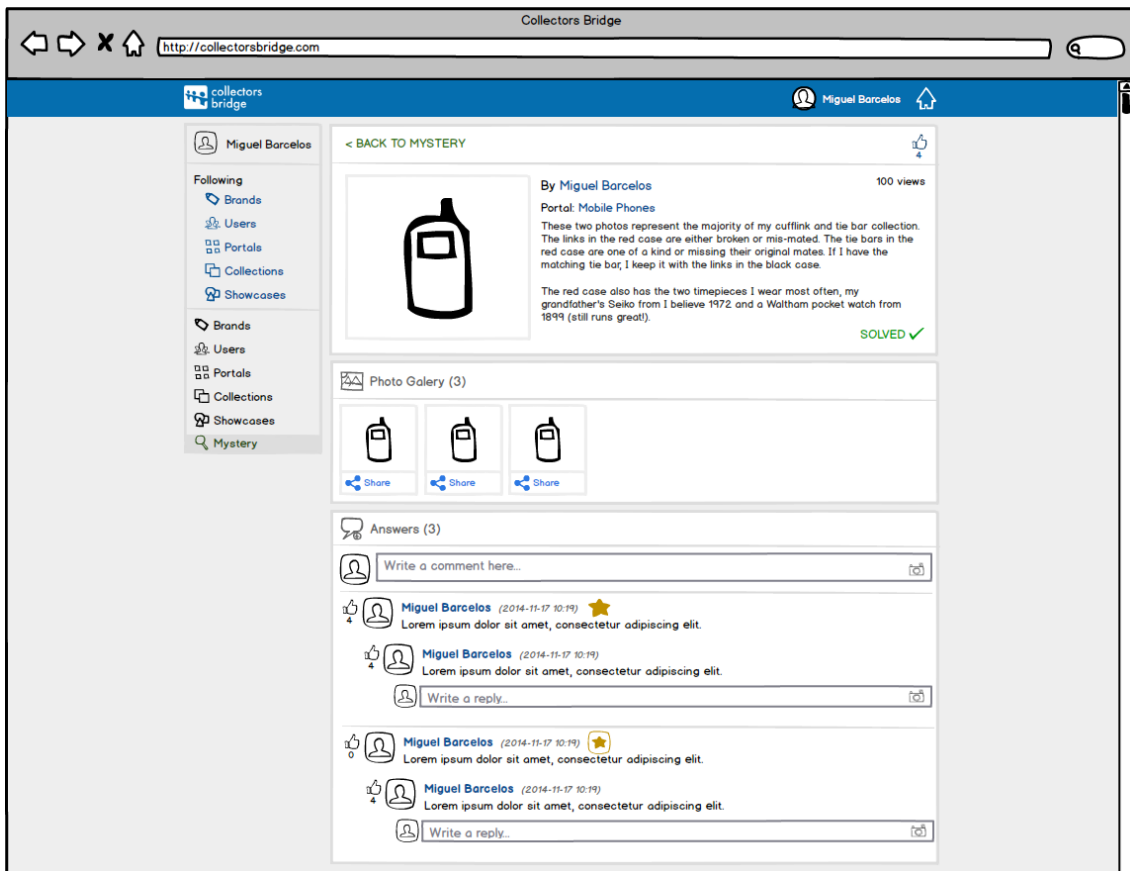 Collectors Bridge
http://collectorsbridge.com
collectors
bridge
Miguel Barcelos
Miguel Barcelos
Following
Brands
Users
Portals
Collections
Showcases
Brands
Users
Portals
Collections
Showcases
Mystery
< BACK TO MYSTERY
4
By Miguel Barcelos
100 views
Portal: Mobile Phones
These two photos represent the majority of my cufflink and tie bar collection.
The links in the red case are either broken or mis-mated. The tie bars in the
red case are one of a kind or missing their original mates. If I have the
matching tie bar, I keep it with the links in the black case.
The red case also has the two timepieces I wear most often, my
grandfather's Seiko from I believe 1972 and a Waltham pocket watch from
1899 (still runs great!).
SOLVED
Photo Galery (3)
Share
Share
Share
Answers (3)
Write a comment here...
4
Miguel Barcelos (2014-11-17 10:19)
Lorem ipsum dolor sit amet, consectetur adipiscing elit.
4
Miguel Barcelos (2014-11-17 10:19)
Lorem ipsum dolor sit amet, consectetur adipiscing elit.
Write a reply...
0
Miguel Barcelos (2014-11-17 10:19)
Lorem ipsum dolor sit amet, consectetur adipiscing elit.
4
Miguel Barcelos (2014-11-17 10:19)
Lorem ipsum dolor sit amet, consectetur adipiscing elit.
Write a reply...